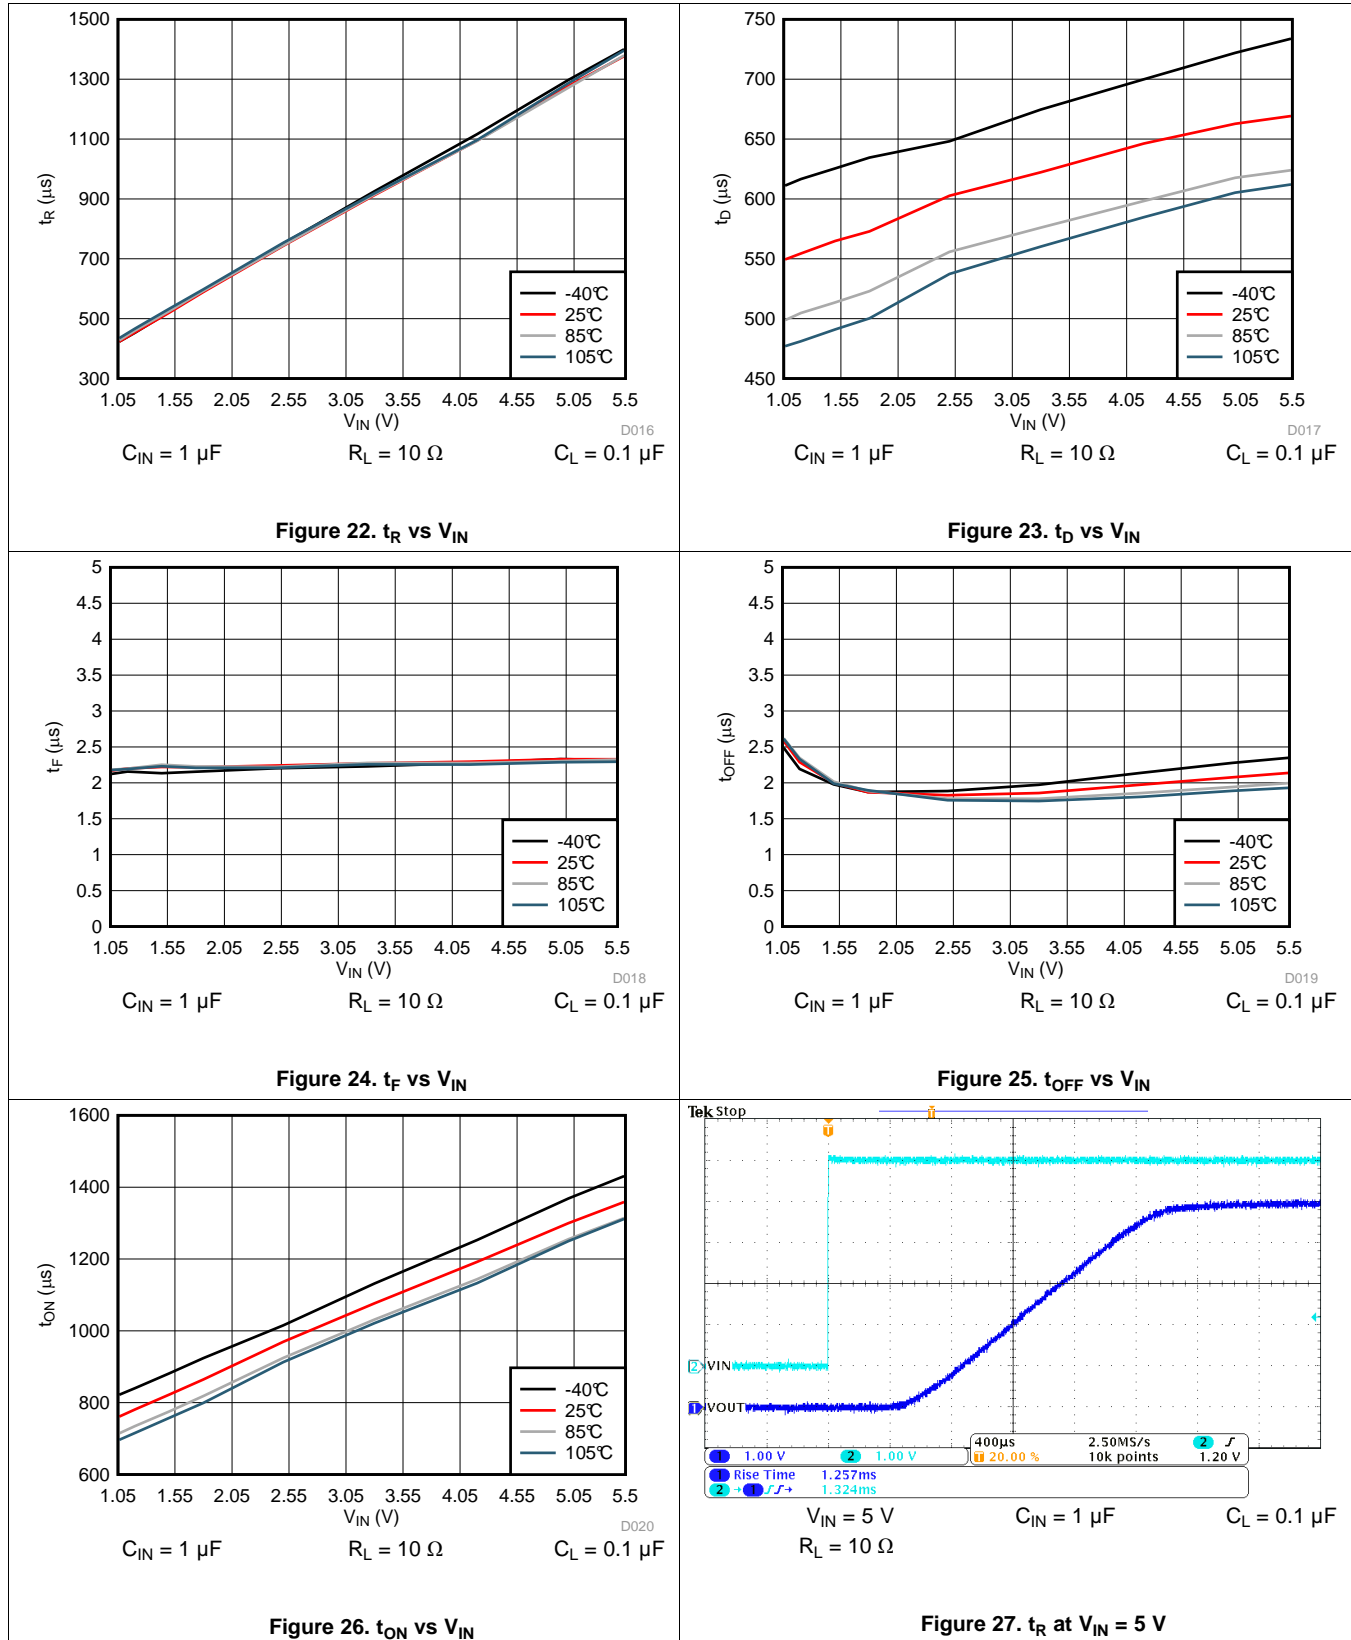 1500
1300
1100
900
700
500
300
tR (µs)
-40°C
25°C
85°C
105°C
1.05 1.55 2.05 2.55 3.05 3.55 4.05 4.55 5.05 5.5
VIN (V)
D016
CIN = 1 µF RL = 10 Ω CL = 0.1 µF
Figure 22. tR vs VIN
750
700
650
600
550
500
450
tD (µs)
-40°C
25°C
85°C
105°C
1.05 1.55 2.05 2.55 3.05 3.55 4.05 4.55 5.05 5.5
VIN (V)
D017
CIN = 1 µF RL = 10 Ω CL = 0.1 µF
Figure 23. tD vs VIN
5
4.5
4
3.5
3
2.5
2
1.5
1
0.5
0
tF (µs)
-40°C
25°C
85°C
105°C
1.05 1.55 2.05 2.55 3.05 3.55 4.05 4.55 5.05 5.5
VIN (V)
D018
CIN = 1 µF RL = 10 Ω CL = 0.1 µF
Figure 24. tF vs VIN
5
4.5
4
3.5
3
2.5
2
1.5
1
0.5
0
tOFF (µs)
-40°C
25°C
85°C
105°C
1.05 1.55 2.05 2.55 3.05 3.55 4.05 4.55 5.05 5.5
VIN (V)
D019
CIN = 1 µF RL = 10 Ω CL = 0.1 µF
Figure 25. tOFF vs VIN
1600
1400
1200
1000
800
600
tON (µs)
-40°C
25°C
85°C
105°C
1.05 1.55 2.05 2.55 3.05 3.55 4.05 4.55 5.05 5.5
VIN (V)
D020
CIN = 1 µF RL = 10 Ω CL = 0.1 µF
Figure 26. tON vs VIN
Tek Stop
T
T
2 VIN
1 VOUT
1 1.00 V 2 1.00 V
400µs 2.50MS/s 2
T 20.00 % 10k points 1.20 V
1 Rise Time 1.257ms
2 → 1 1.324ms
VIN = 5 V CIN = 1 µF CL = 0.1 µF
RL = 10 Ω
Figure 27. tR at VIN = 5 V